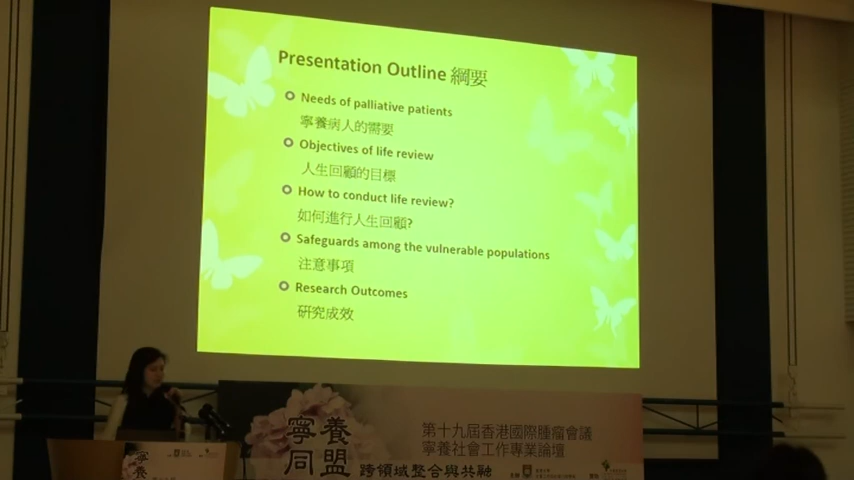 Presentation Outline 綱要
Needs of palliative patients
寧養病人的需要
Objectives of life review
人生回顧的目標
How to conduct life review?
如何進行人生回顧?
Safeguards among the vulnerable populations
注意事項
Research Outcomes
研究成效
寧養
同盟
跨領域整合與共融
第十九屆香港國際腫瘤會議
寧養社會工作專業論壇
寧養